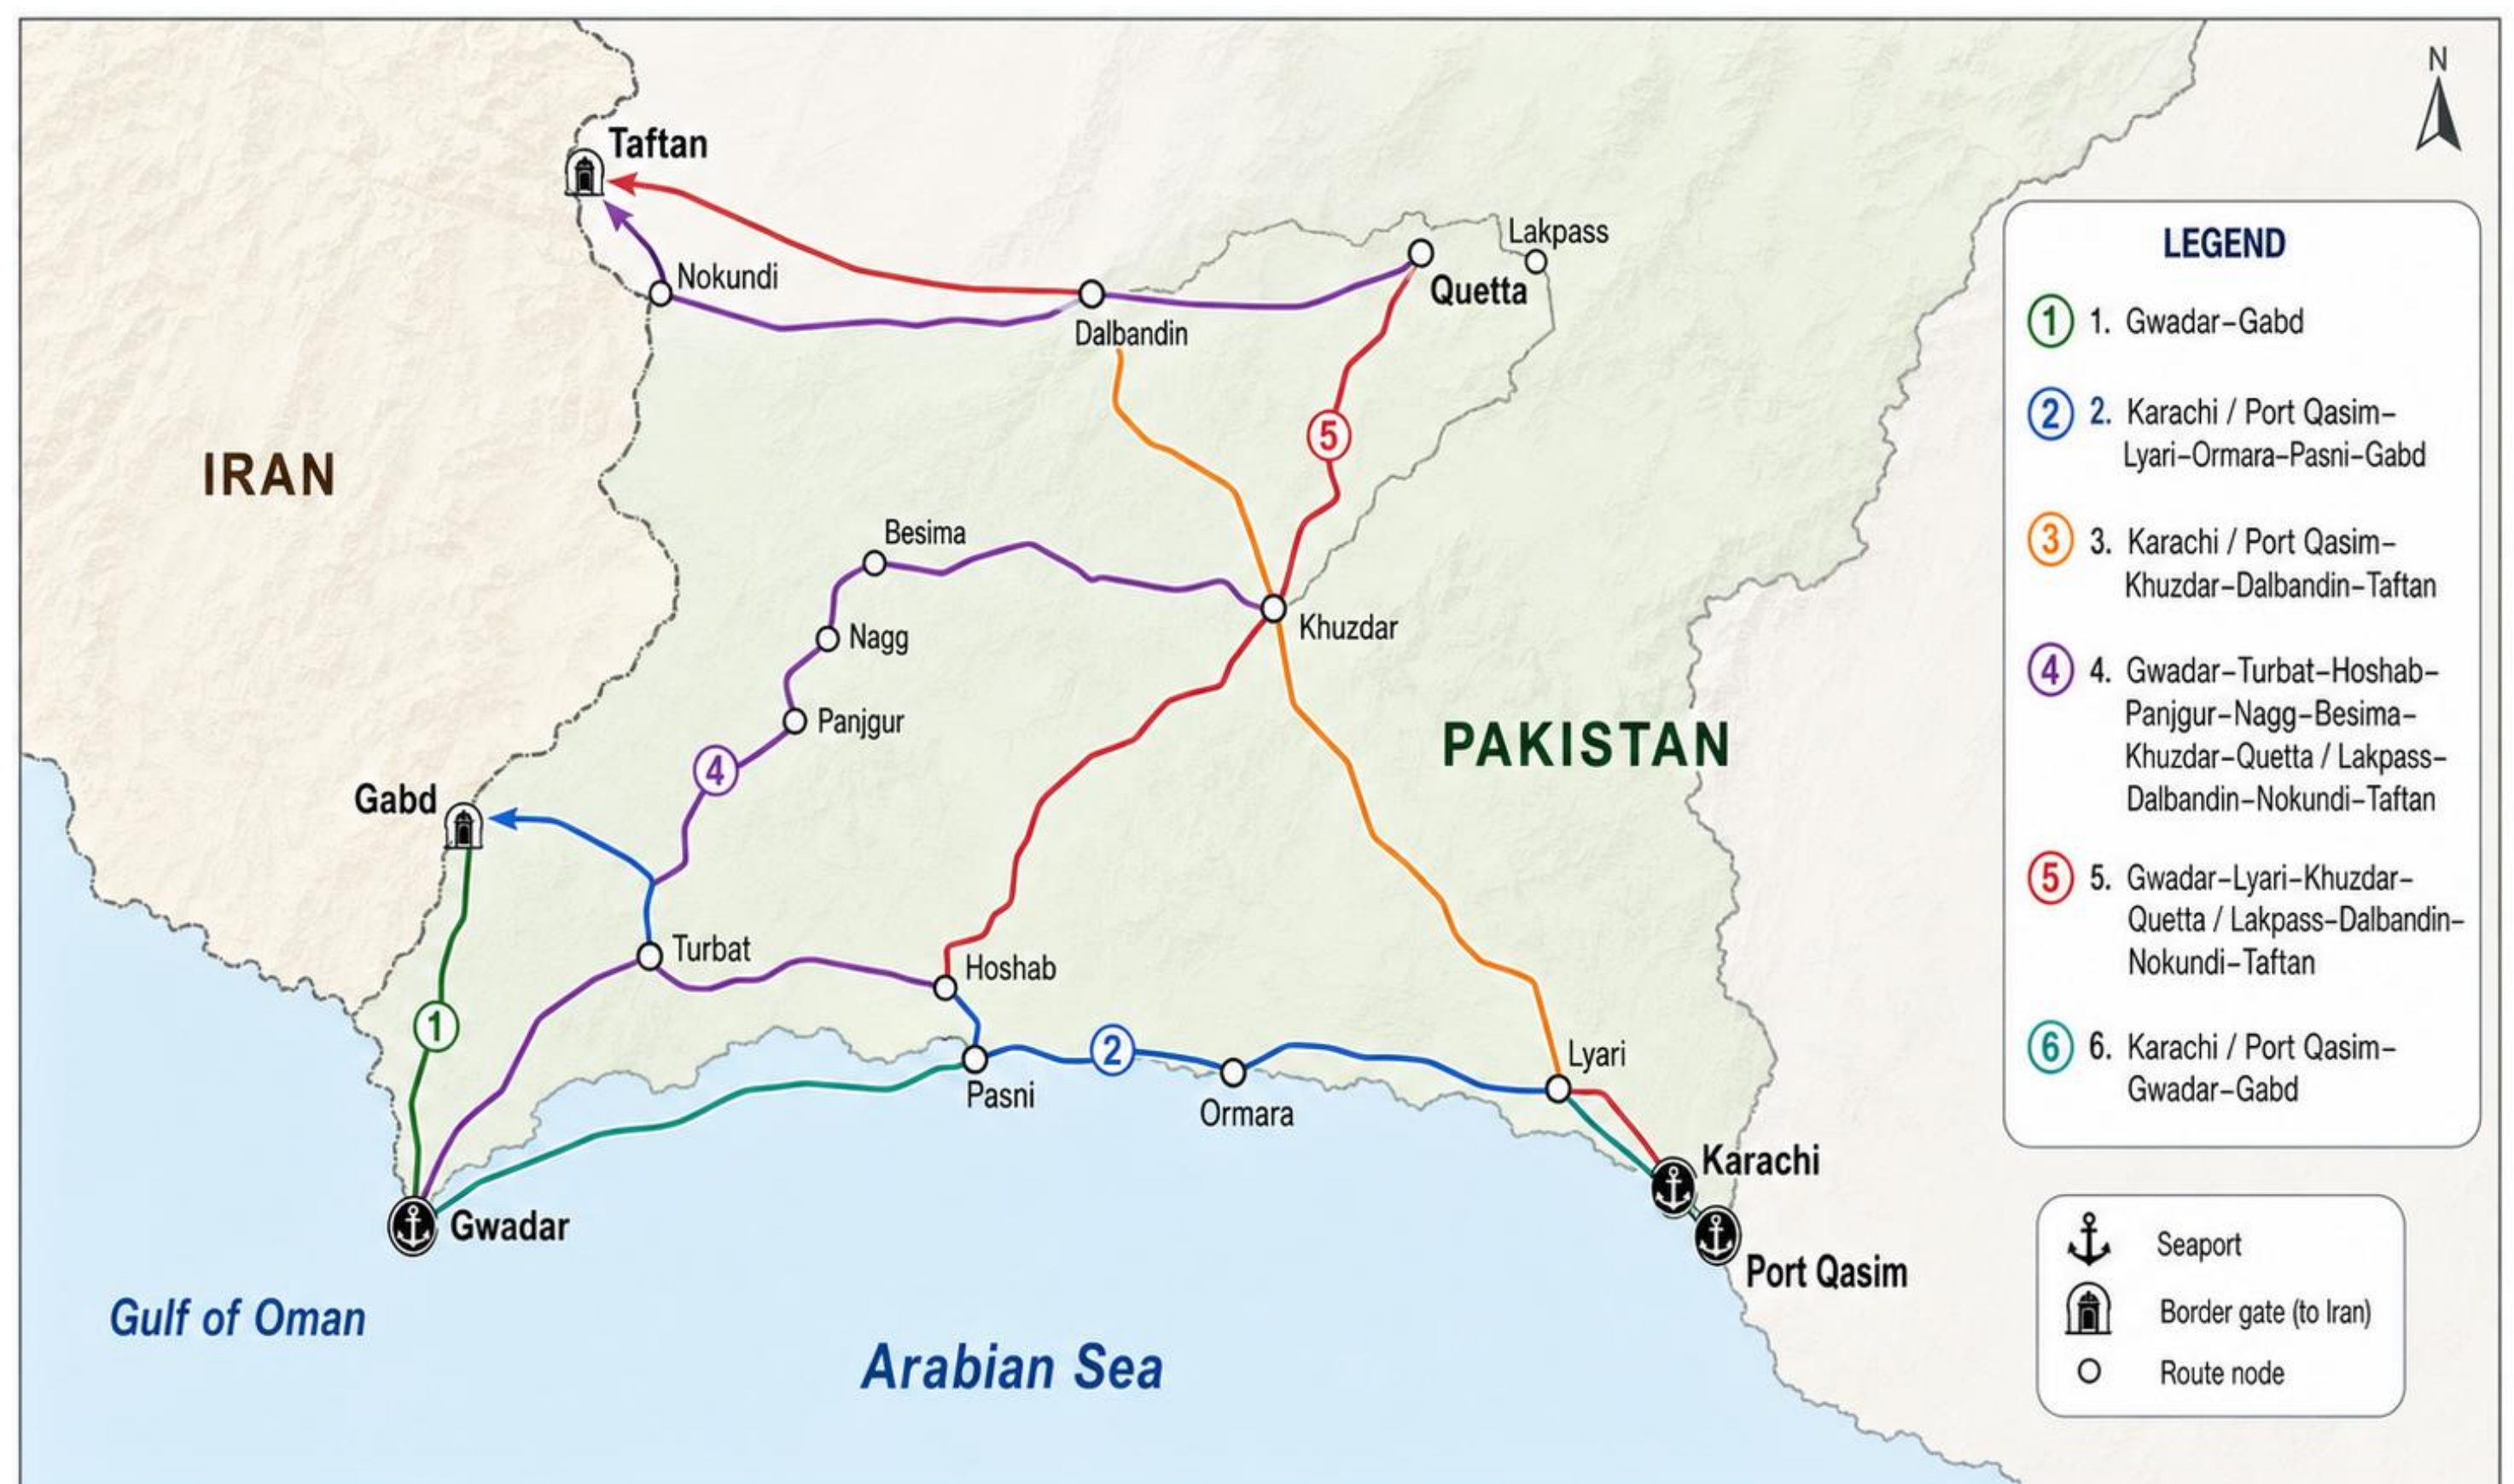 N
Taftan
Nokundi
Dalbandin
Lakpass
Quetta
IRAN
5
Besima
Nagg
Khuzdar
Panjgur
4
PAKISTAN
Gabd
Turbat
Hoshab
1
2
Lyari
Pasni
Ormara
Karachi
Gwadar
Port Qasim
Gulf of Oman
Arabian Sea
LEGEND
1 1. Gwadar–Gabd
2 2. Karachi / Port Qasim–
Lyari–Ormara–Pasni–Gabd
3 3. Karachi / Port Qasim–
Khuzdar–Dalbandin–Taftan
4 4. Gwadar–Turbat–Hoshab–
Panjgur–Nagg–Besima–
Khuzdar–Quetta / Lakpass–
Dalbandin–Nokundi–Taftan
5 5. Gwadar–Lyari–Khuzdar–
Quetta / Lakpass–Dalbandin–
Nokundi–Taftan
6 6. Karachi / Port Qasim–
Gwadar–Gabd
Seaport
Border gate (to Iran)
Route node